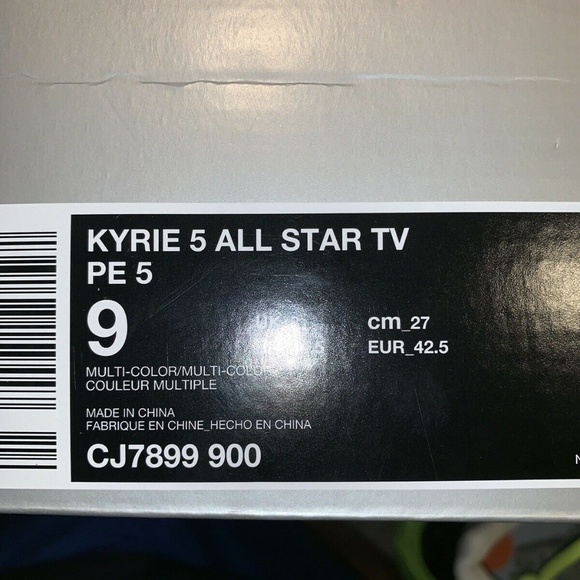 KYRIE 5 ALL STAR TV
PE 5
9
cm_27
EUR_42.5
MULTI-COLOR/MULTI-COLOR
COULEUR MULTIPLE
MADE IN CHINA
FABRIQUE EN CHINE_HECHO EN CHINA
CJ7899 900